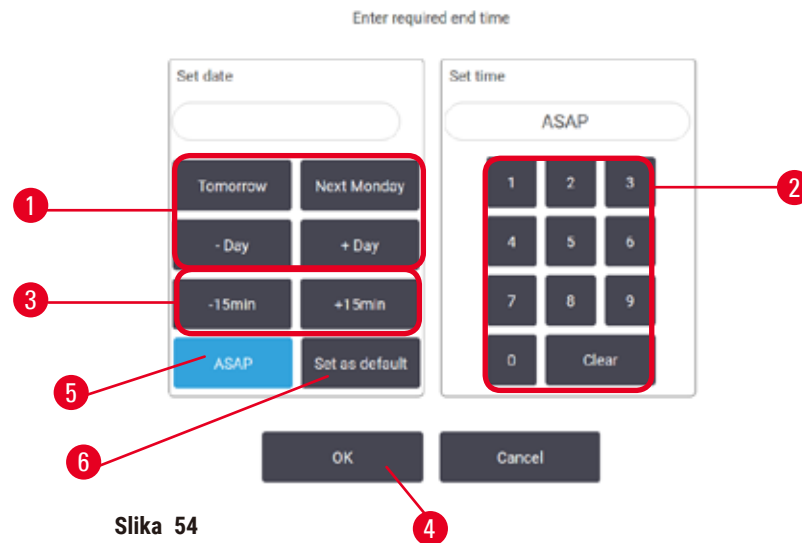 Enter required end time
Set date
Set time
ASAP
Tomorrow Next Monday
- Day + Day
-15min +15min
ASAP Set as default
1 2 3
4 5 6
7 8 9
0 Clear
OK Cancel
1
2
3
5
6
4
Slika 54